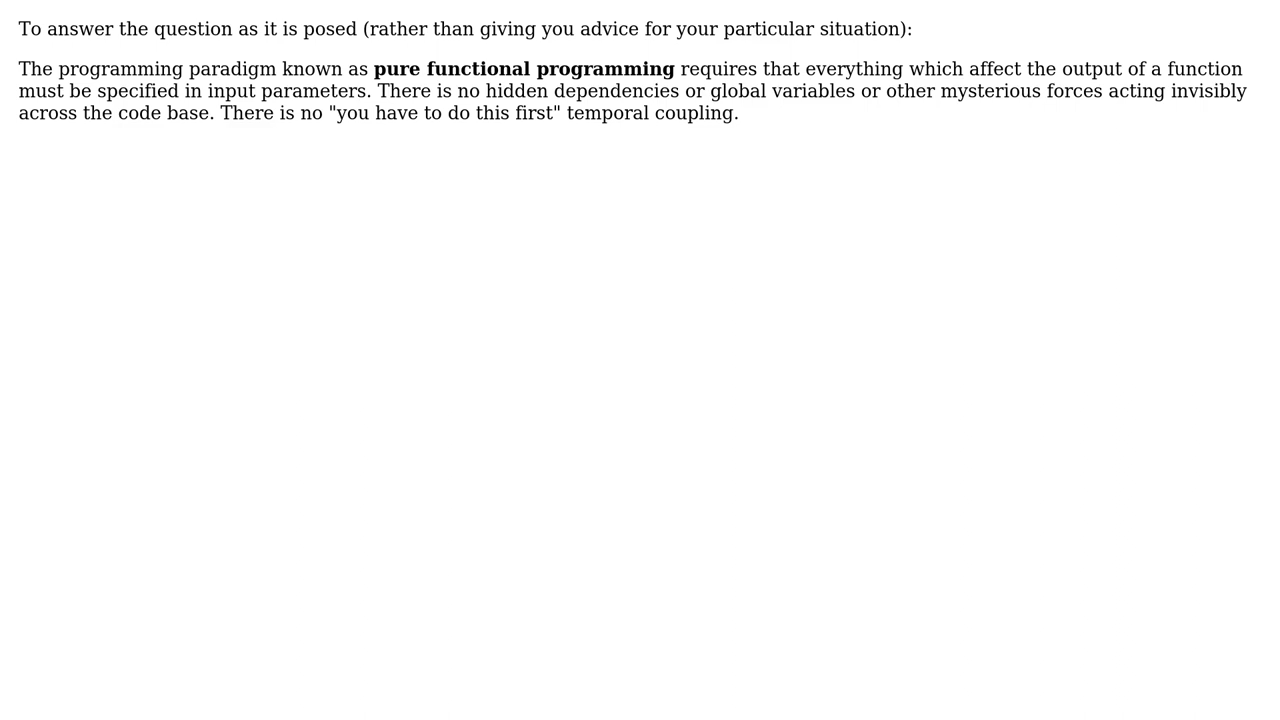 To answer the question as it is posed (rather than giving you advice for your particular situation):
The programming paradigm known as pure functional programming requires that everything which affect the output of a function
must be specified in input parameters. There is no hidden dependencies or global variables or other mysterious forces acting invisibly
across the code base. There is no "you have to do this first" temporal coupling.